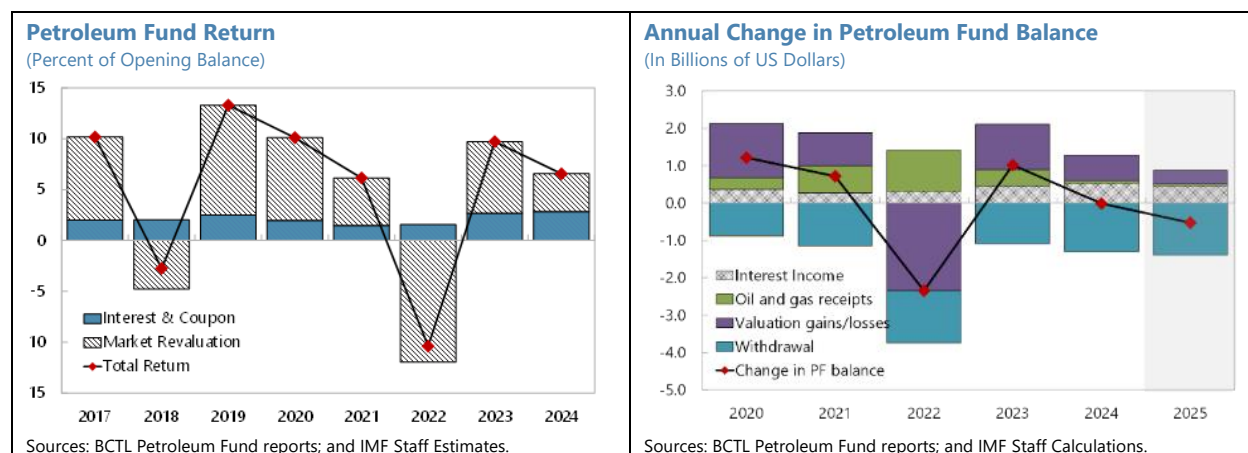 Petroleum Fund Return
(Percent of Opening Balance)
15
10
5
0
-5
10
15
Interest & Coupon
Market Revaluation
Total Return
2017 2018 2019 2020 2021 2022 2023 2024
Sources: BCTL Petroleum Fund reports; and IMF Staff Estimates.
Annual Change in Petroleum Fund Balance
(In Billions of US Dollars)
3.0
2.0
1.0
0.0
-1.0
-2.0
-3.0
-4.0
-5.0
Interest Income
Oil and gas receipts
Valuation gains/losses
Withdrawal
Change in PF balance
2020 2021 2022 2023 2024 2025
Sources: BCTL Petroleum Fund reports; and IMF Staff Calculations.